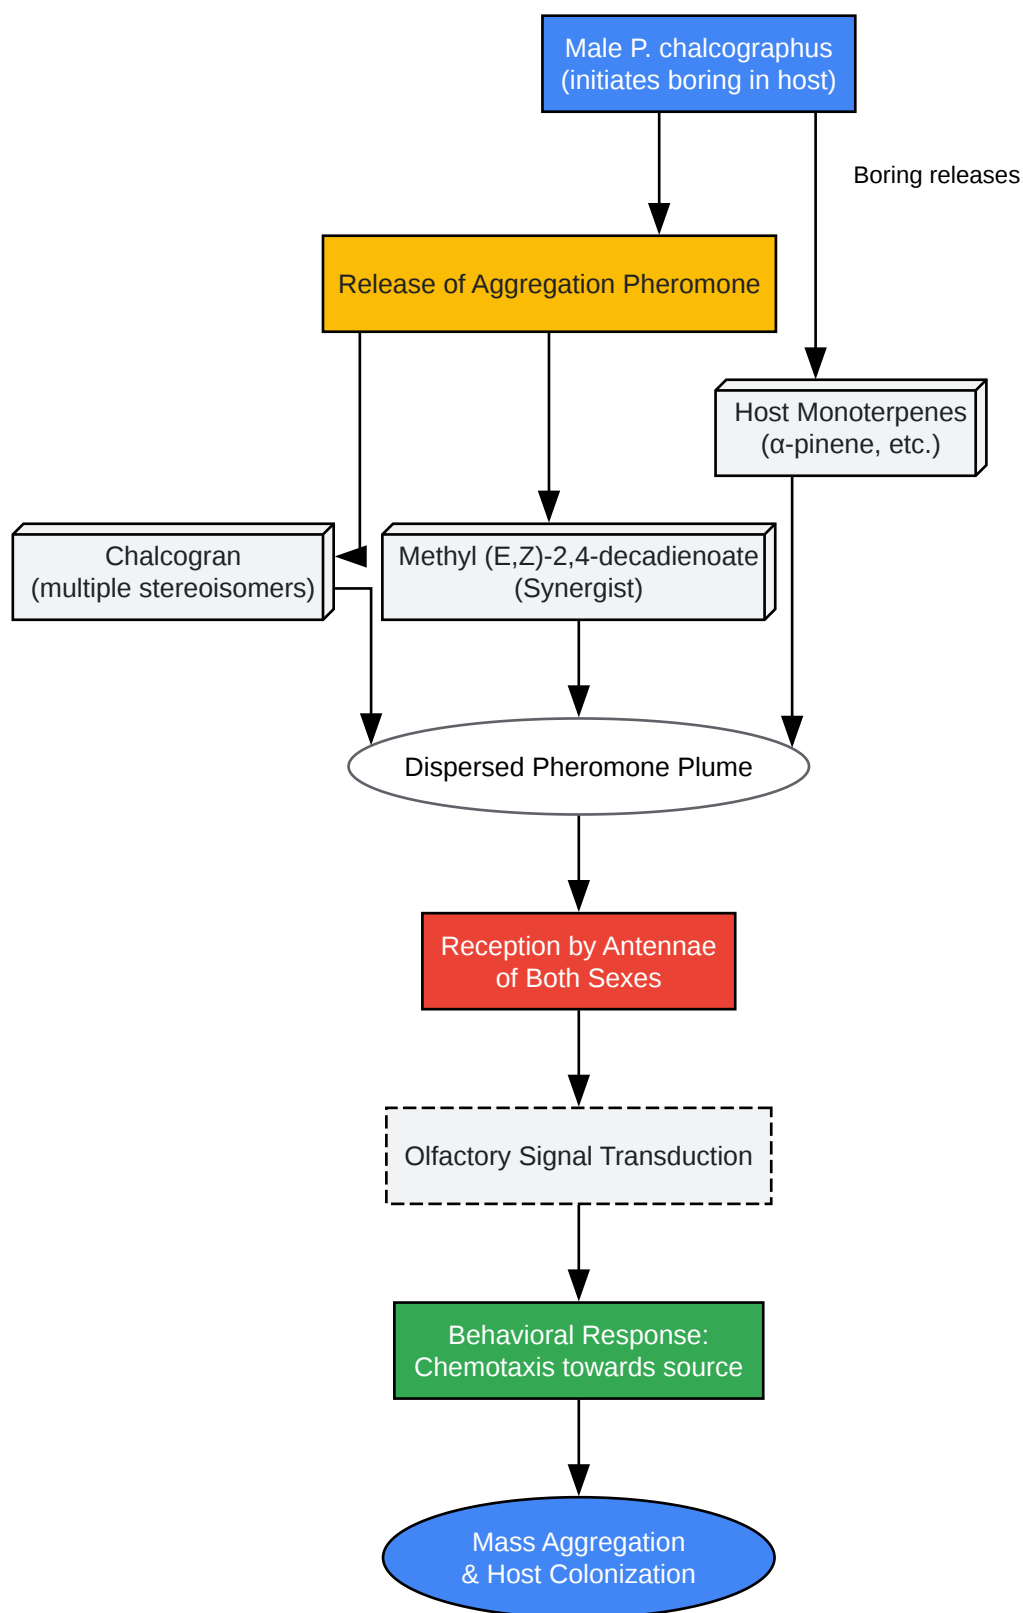 Male P. chalcographus
(initiates boring in host)
Boring releases
Release of Aggregation Pheromone
Host Monoterpenes
(α-pinene, etc.)
Chalcogran
(multiple stereoisomers)
Methyl (E,Z)-2,4-decadienoate
(Synergist)
Dispersed Pheromone Plume
Reception by Antennae
of Both Sexes
Olfactory Signal Transduction
Behavioral Response:
Chemotaxis towards source
Mass Aggregation
& Host Colonization